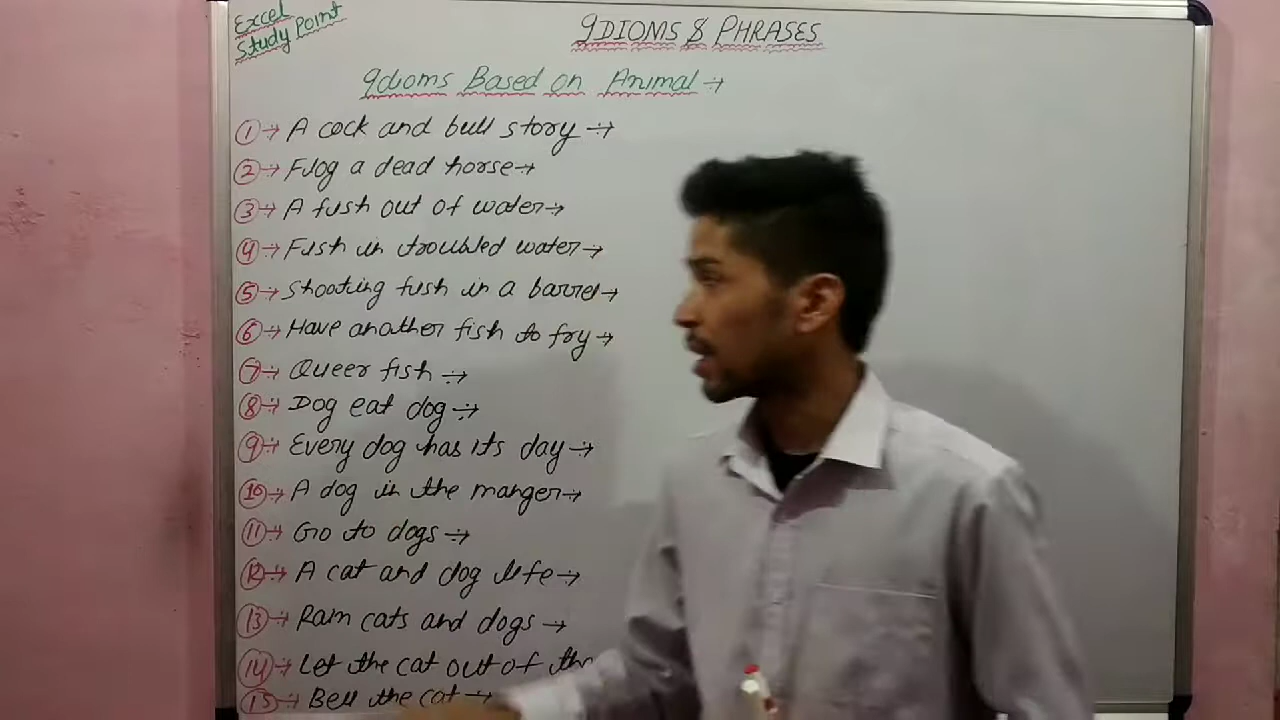 Excel
Study Point
IDIOMS & PHRASES
Idioms Based on Animal →
① → A cock and bull story →
② → Flog a dead horse →
③ → A fish out of water →
④ → Fish in troubled water →
⑤ → Shooting fish in a barrel →
⑥ → Have another fish to fry →
⑦ → Queer fish →
⑧ → Dog eat dog →
⑨ → Every dog has its day →
⑩ → A dog in the manger →
⑪ → Go to dogs →
⑫ → A cat and dog life →
⑬ → Rain cats and dogs →
⑭ → Let the cat out of the
⑮ → Bell the cat →